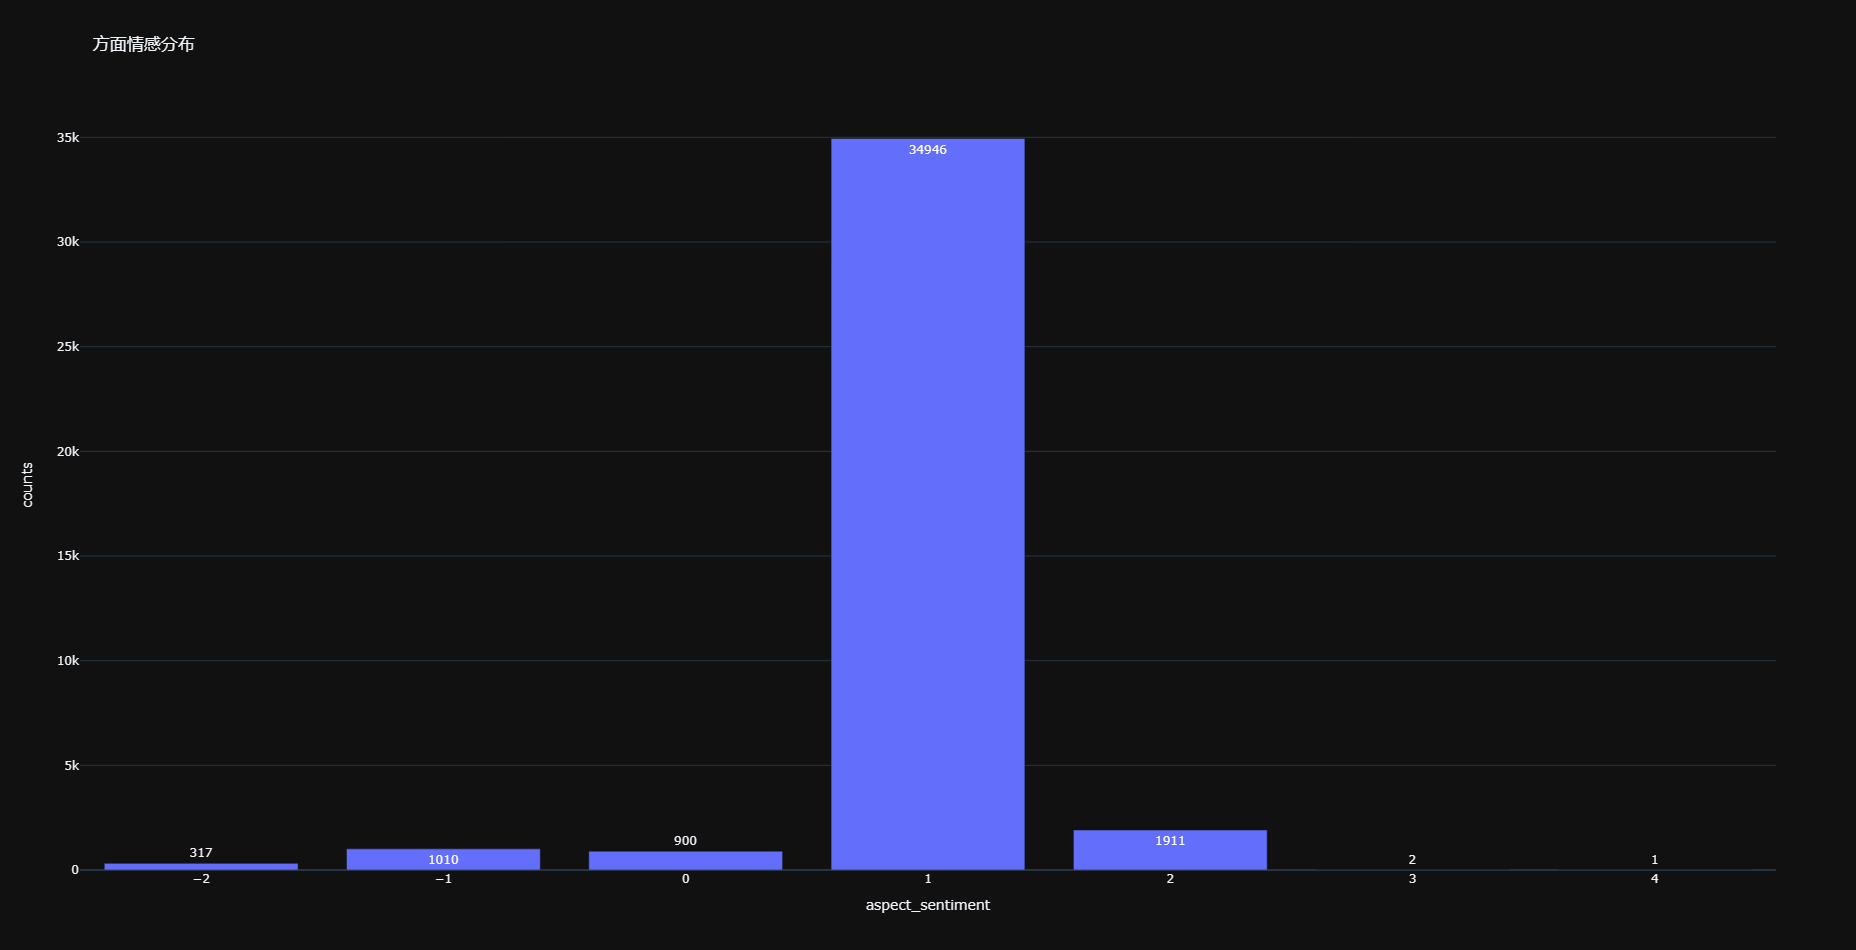 方面情感分布
35k
30k
25k
20k
15k
10k
5k
0
counts
317
1010
900
34946
1911
2
1
−2
−1
0
1
2
3
4
aspect_sentiment